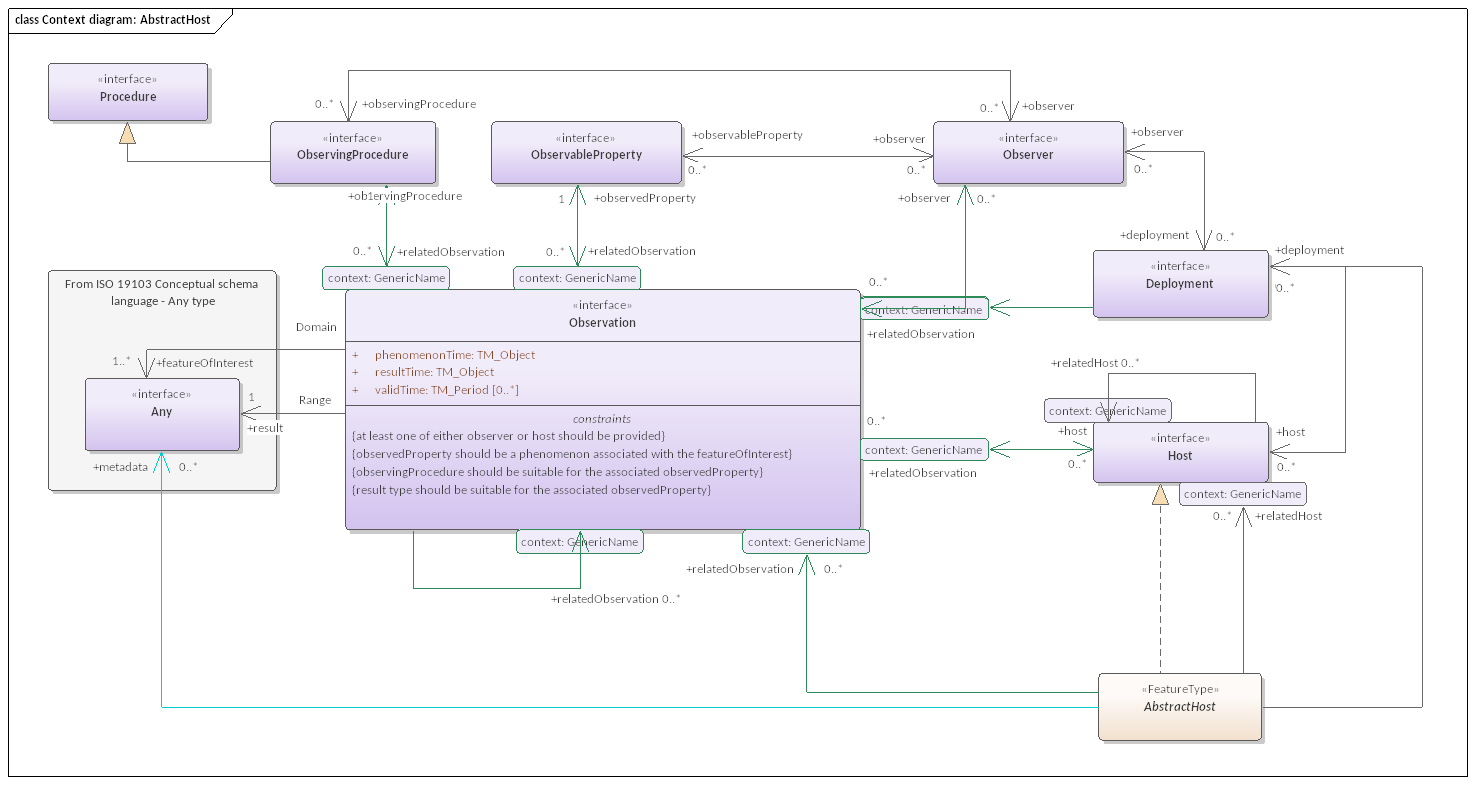 class Context diagram: AbstractHost
«interface»
Procedure
0..*
+observingProcedure
0..*
+observer
«interface»
ObservingProcedure
«interface»
ObservableProperty
+observableProperty
0..*
+observer
0..*
«interface»
Observer
+observer
0..*
+ob1ervingProcedure
1
+observedProperty
+observer
0..*
0..*
+relatedObservation
0..*
+relatedObservation
+deployment
0..*
+deployment
0..*
context: GenericName
context: GenericName
«interface»
Deployment
From ISO 19103 Conceptual schema
language - Any type
«interface»
Observation
0..*
context: GenericName
+relatedObservation
Domain
1..*
+featureOfInterest
+ phenomenonTime: TM_Object
+ resultTime: TM_Object
+ validTime: TM_Period [0..*]
«interface»
Any
1
Range
+result
+relatedHost 0..*
context: GenericName
constraints
{at least one of either observer or host should be provided}
{observedProperty should be a phenomenon associated with the featureOfInterest}
{observingProcedure should be suitable for the associated observedProperty}
{result type should be suitable for the associated observedProperty}
0..*
context: GenericName
+relatedObservation
+host
0..*
«interface»
Host
+host
0..*
+metadata
0..*
context: GenericName
0..*
+relatedHost
context: GenericName
context: GenericName
+relatedObservation
0..*
+relatedObservation 0..*
«FeatureType»
AbstractHost